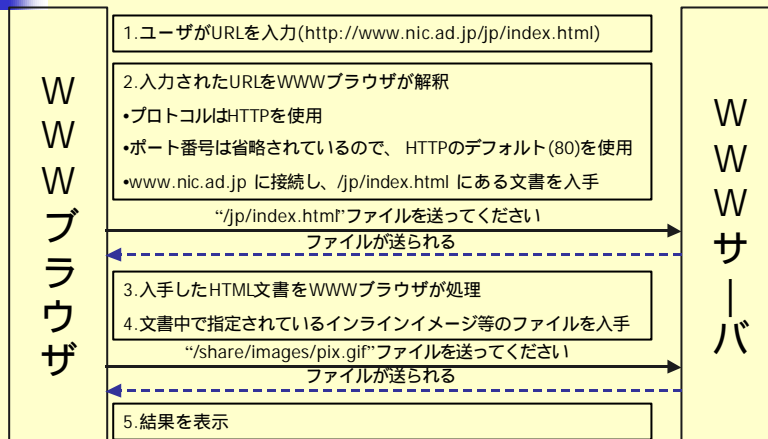 WWWブラウザ
1.ユーザがURLを入力(http://www.nic.ad.jp/jp/index.html)
2.入力されたURLをWWWブラウザが解釈
•プロトコルはHTTPを使用
•ポート番号は省略されているので、 HTTPのデフォルト(80)を使用
•www.nic.ad.jp に接続し、/jp/index.html にある文書を入手
“/jp/index.html”ファイルを送ってください
ファイルが送られる
3.入手したHTML文書をWWWブラウザが処理
4.文書中で指定されているインラインイメージ等のファイルを入手
“/share/images/pix.gif”ファイルを送ってください
ファイルが送られる
5.結果を表示
WWWサーバ